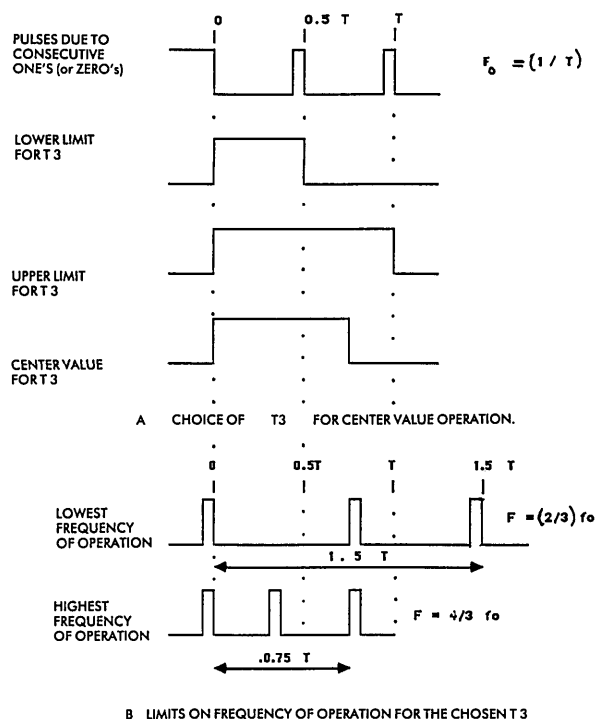 0 0.5 T T
PULSES DUE TO
CONSECUTIVE
ONE'S (or ZERO's)
F0 = (1 / T)
LOWER LIMIT
FOR T 3
UPPER LIMIT
FOR T 3
CENTER VALUE
FOR T 3
A CHOICE OF T3 FOR CENTER VALUE OPERATION.
0 0.5T T 1.5 T
LOWEST
FREQUENCY
OF OPERATION
F = (2/3) fo
1.5 T
HIGHEST
FREQUENCY
OF OPERATION
F = 4/3 fo
.0.75 T
B LIMITS ON FREQUENCY OF OPERATION FOR THE CHOSEN T 3